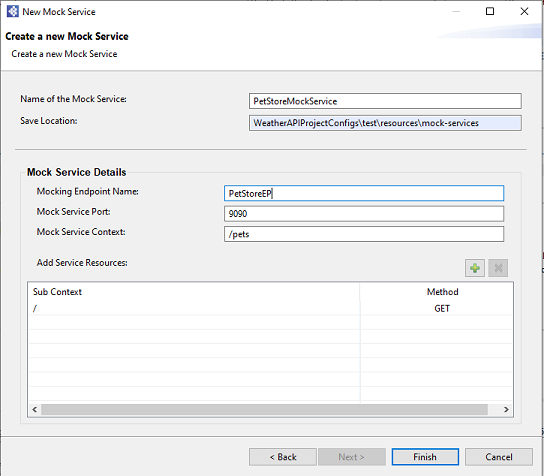 New Mock Service
Create a new Mock Service
Create a new Mock Service
Name of the Mock Service: PetStoreMockService
Save Location: WeatherAPIProjectConfigs\test\resources\mock-services
Mock Service Details
Mocking Endpoint Name: PetStoreEP
Mock Service Port: 9090
Mock Service Context: /pets
Add Service Resources:
Sub Context Method
/ GET
< Back Next > Finish Cancel